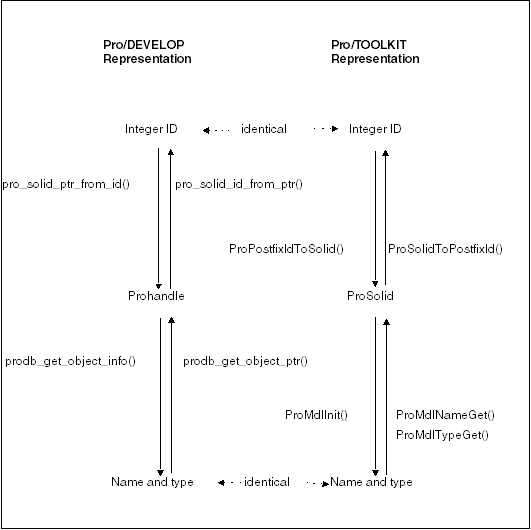 Pro/DEVELOP
Representation
Pro/TOOLKIT
Representation
Integer ID
identical
Integer ID
pro_solid_ptr_from_id()
pro_solid_id_from_ptr()
ProPostfixIdToSolid()
ProSolidToPostfixId()
Prohandle
ProSolid
prodb_get_object_info()
prodb_get_object_ptr()
ProMdlInit()
ProMdlNameGet()
ProMdlTypeGet()
Name and type
identical
Name and type